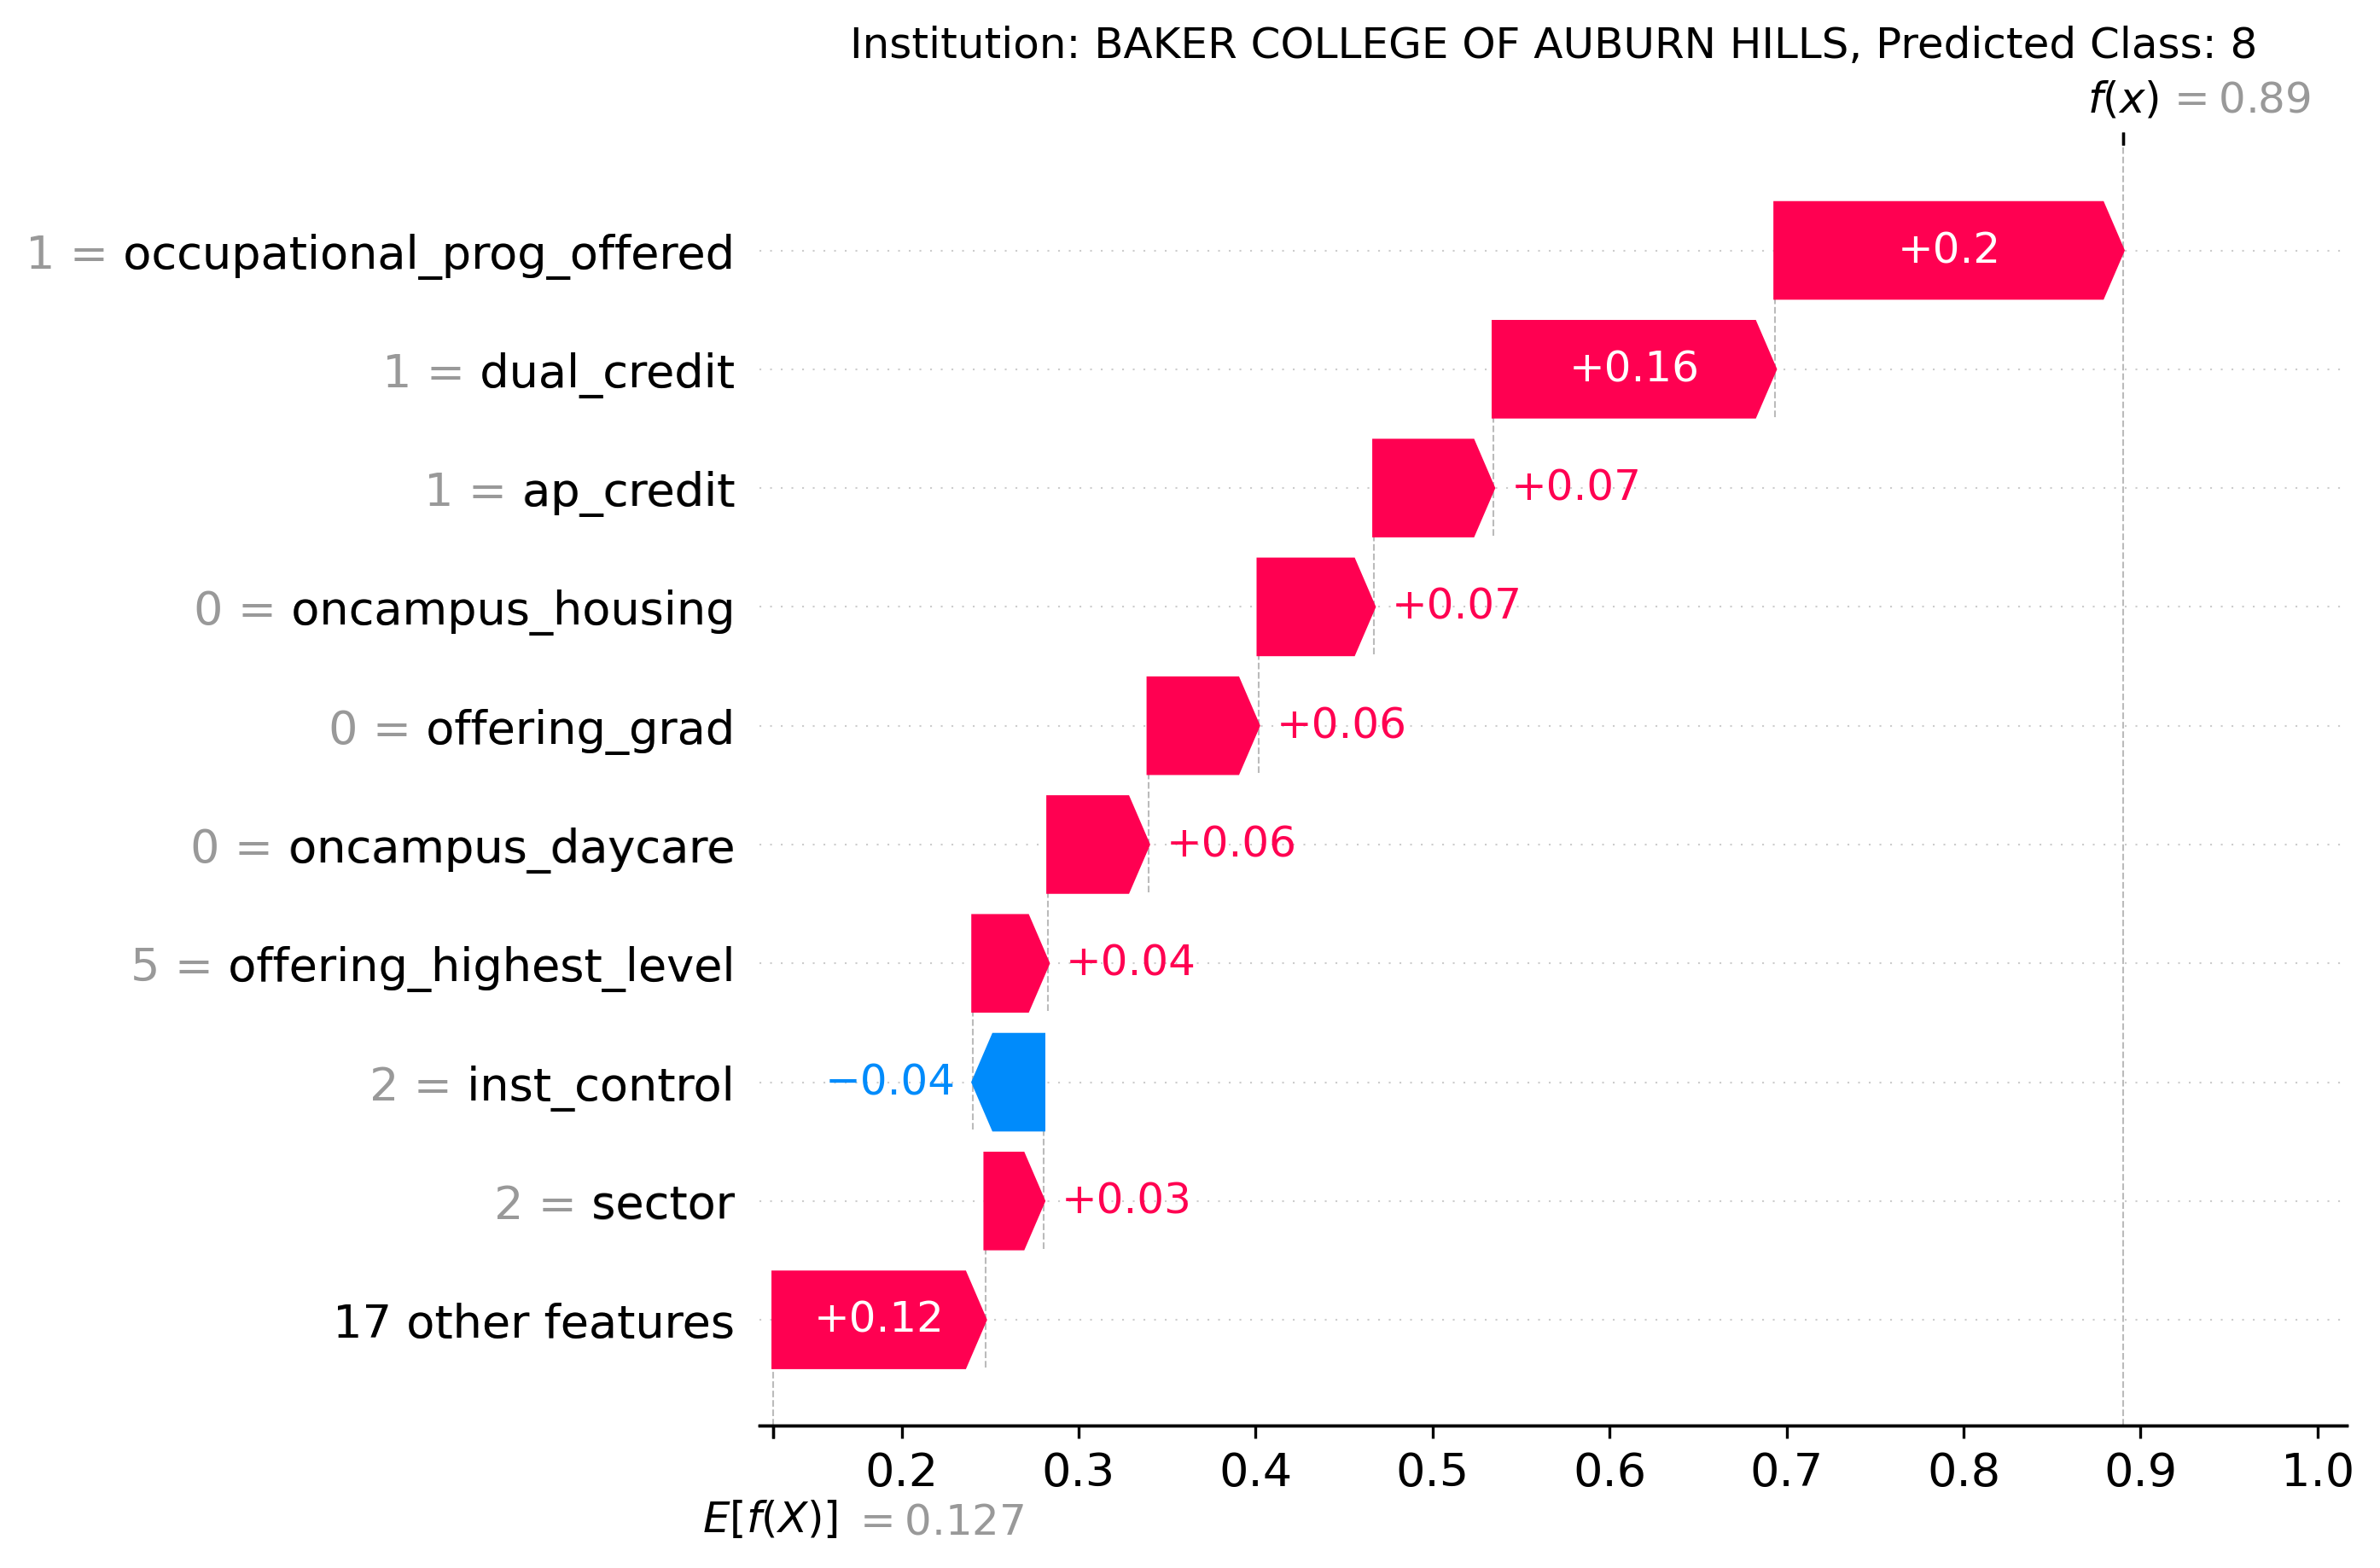 Institution: BAKER COLLEGE OF AUBURN HILLS, Predicted Class: 8
f(x) = 0.89
1 = occupational_prog_offered +0.2
1 = dual_credit +0.16
1 = ap_credit +0.07
0 = oncampus_housing +0.07
0 = offering_grad +0.06
0 = oncampus_daycare +0.06
5 = offering_highest_level +0.04
2 = inst_control −0.04
2 = sector +0.03
17 other features +0.12
0.2 0.3 0.4 0.5 0.6 0.7 0.8 0.9 1.0
E[f(X)] = 0.127